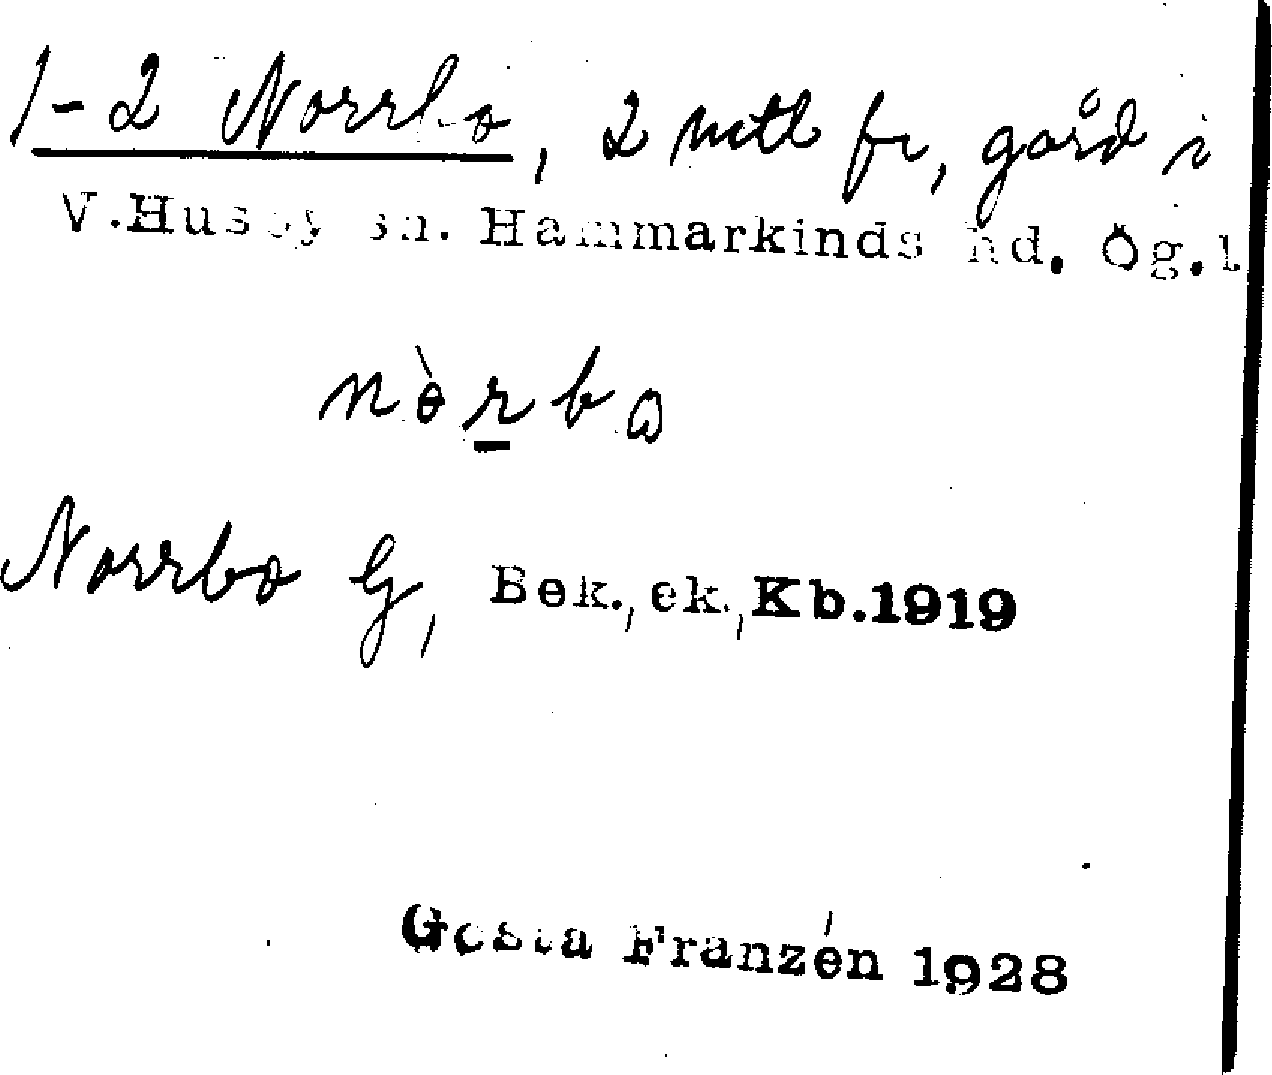 1-2 Norrbo, 2 mtl fr, gård i
V.Husby sn. Hammarkinds hd. Ög.l.
nèrbɷ
Norrbo G, Bek., ek., Kb.1919
Gösta Franzén 1928